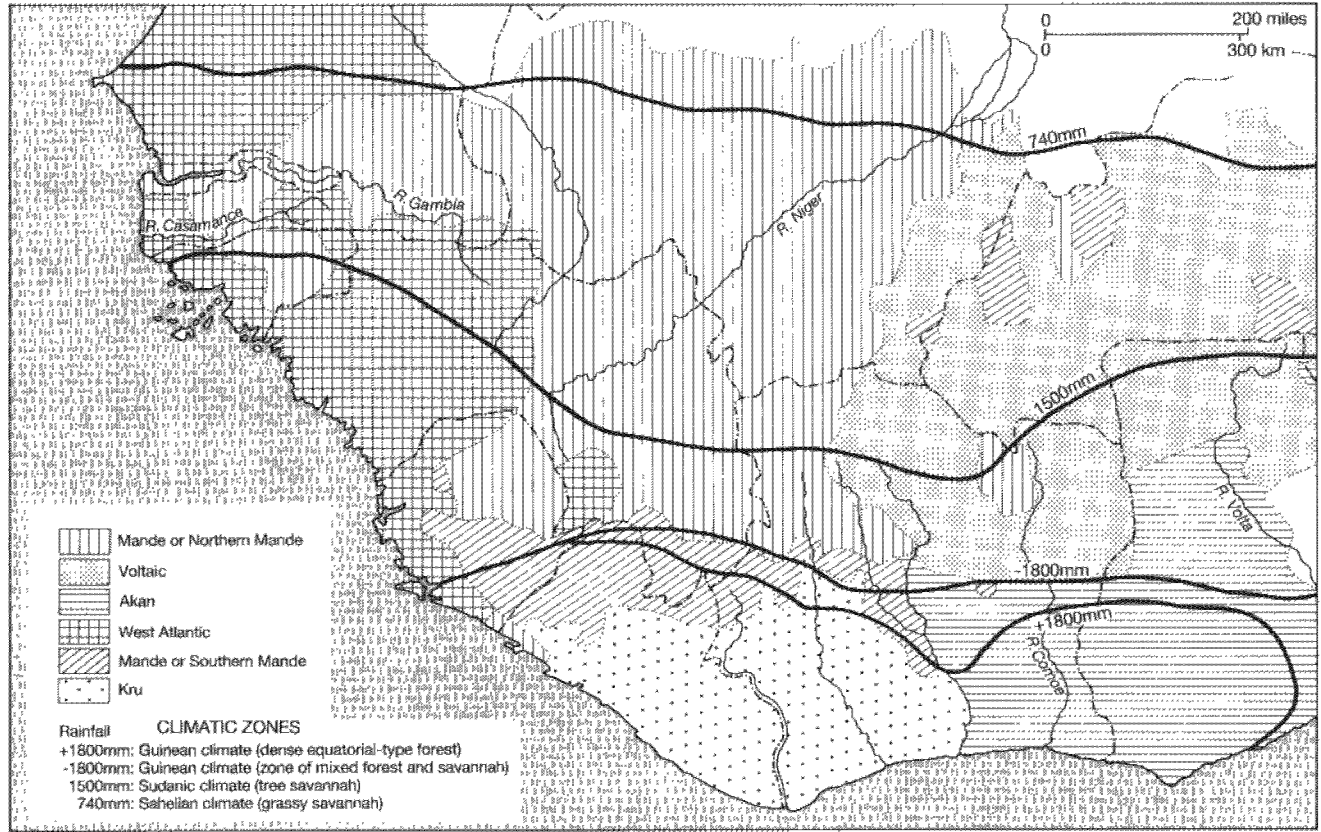 0 200 miles
0 300 km
740mm
R. Gambia
R. Casamance
R. Niger
1500mm
R. Volta
-1800mm
+1800mm
R. Comoe
Mande or Northern Mande
Voltaic
Akan
West Atlantic
Mande or Southern Mande
Kru
Rainfall CLIMATIC ZONES
+1800mm: Guinean climate (dense equatorial-type forest)
-1800mm: Guinean climate (zone of mixed forest and savannah)
1500mm: Sudanic climate (tree savannah)
740mm: Sahelian climate (grassy savannah)